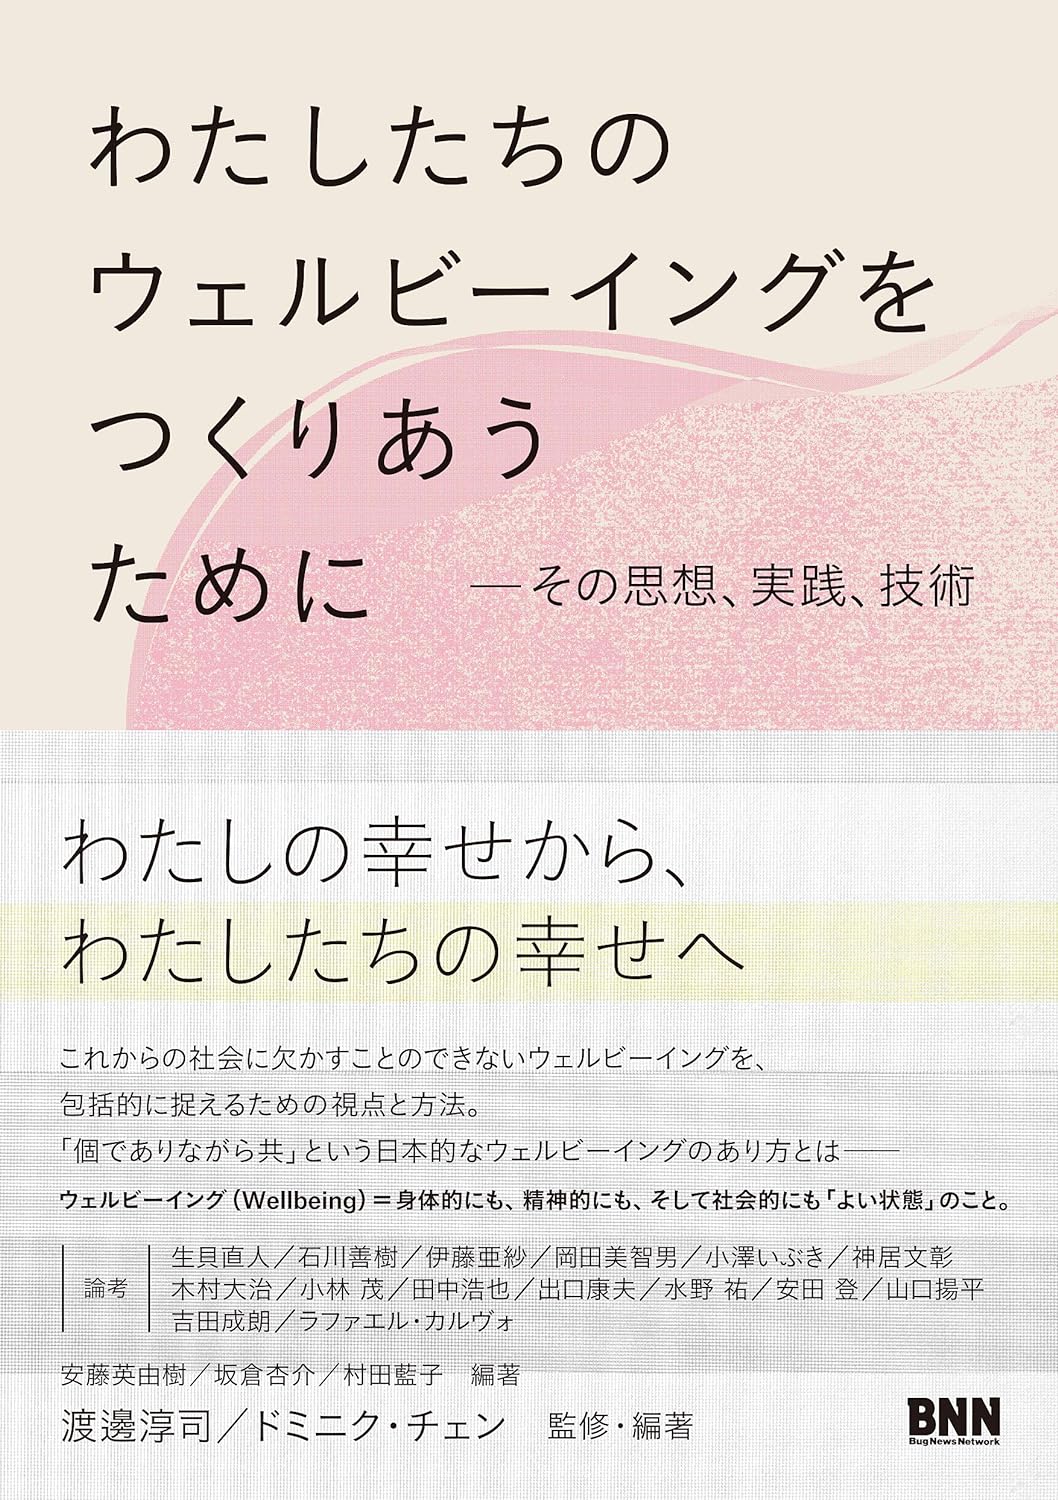 わたしたちの
ウェルビーイングを
つくりあう
ために
―その思想、実践、技術
わたしの幸せから、
わたしたちの幸せへ
これからの社会に欠かすことのできないウェルビーイングを、
包括的に捉えるための視点と方法。
「個でありながら共」という日本的なウェルビーイングのあり方とは――
ウェルビーイング（Wellbeing）＝身体的にも、精神的にも、そして社会的にも「よい状態」のこと。
論考
生貝直人／石川善樹／伊藤亜紗／岡田美智男／小澤いぶき／神居文彰
木村大治／小林 茂／田中浩也／出口康夫／水野 祐／安田 登／山口揚平
吉田成朗／ラファエル・カルヴォ
安藤英由樹／坂倉杏介／村田藍子 編著
渡邊淳司／ドミニク・チェン 監修・編著
BNN
BugNewsNetwork